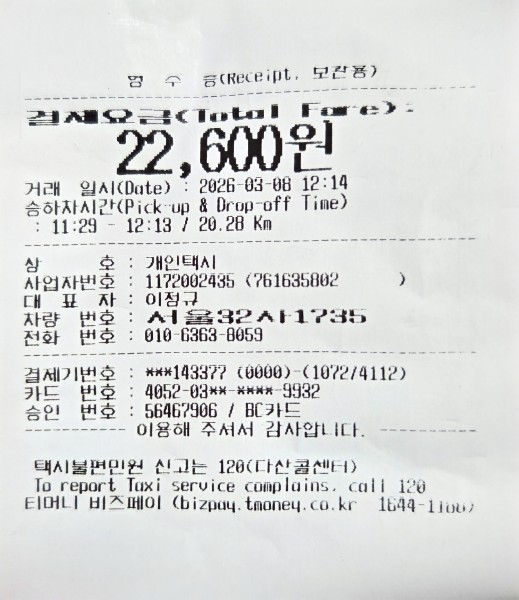 영 수 증(Receipt, 보관용)
결제요금(Total Fare):
22,600원
거래 일시(Date) : 2026-03-08 12:14
승하차시간(Pick-up & Drop-off Time)
: 11:29 - 12:13 / 20.28 Km
상 호 : 개인택시
사업자번호 : 1172002435 (761635802 )
대 표 자 : 이정규
차량 번호 : 서울32사1735
전화 번호 : 010-6363-8059
결제기번호 : ***143377 (0000)-(1072/4112)
카드 번호 : 4052-03**-****-9932
승인 번호 : 56467906 / BC카드
이용해 주셔서 감사합니다.
택시불편민원 신고는 120(다산콜센터)
To report Taxi service complains, call 120
티머니 비즈페이 (bizpay.tmoney.co.kr 1644-1188)